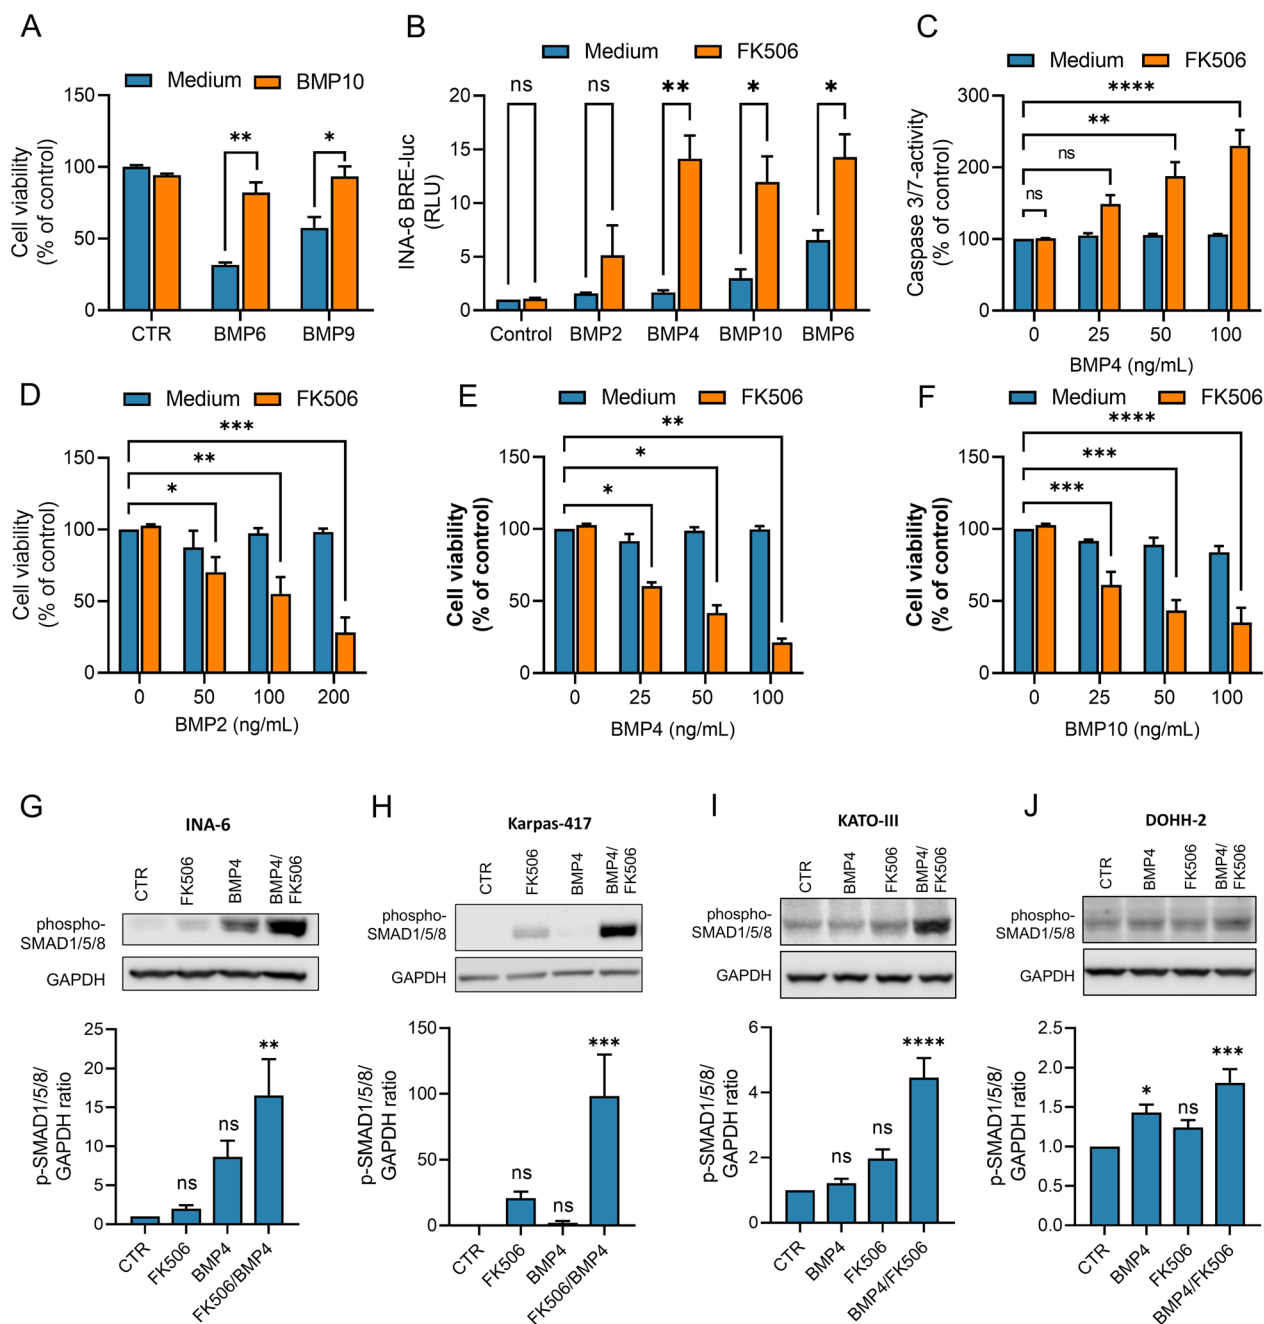 A
Medium BMP10
Cell viability
(% of control)
150
100
50
0
** *
CTR BMP6 BMP9
B
Medium FK506
INA-6 BRE-luc
(RLU)
20
15
10
5
0
ns ns ** * *
Control BMP2 BMP4 BMP10 BMP6
C
Medium FK506
Caspase 3/7-activity
(% of control)
300
200
100
0
****
**
ns
ns
0 25 50 100
BMP4 (ng/mL)
D
Medium FK506
Cell viability
(% of control)
150
100
50
0
***
**
*
0 50 100 200
BMP2 (ng/mL)
E
Medium FK506
Cell viability
(% of control)
150
100
50
0
**
*
*
0 25 50 100
BMP4 (ng/mL)
F
Medium FK506
Cell viability
(% of control)
150
100
50
0
****
***
***
0 25 50 100
BMP10 (ng/mL)
G
INA-6
CTR
FK506
BMP4
BMP4/
FK506
phospho-
SMAD1/5/8
GAPDH
p-SMAD1/5/8/
GAPDH ratio
25
20
15
10
5
0
ns ns **
CTR
FK506
BMP4
FK506/BMP4
H
Karpas-417
CTR
FK506
BMP4
BMP4/
FK506
phospho-
SMAD1/5/8
GAPDH
p-SMAD1/5/8/
GAPDH ratio
150
100
50
0
ns ns ***
CTR
FK506
BMP4
FK506/BMP4
I
KATO-III
CTR
BMP4
FK506
BMP4/
FK506
phospho-
SMAD1/5/8
GAPDH
p-SMAD1/5/8/
GAPDH ratio
6
4
2
0
ns ns ****
CTR
BMP4
FK506
BMP4/FK506
J
DOHH-2
CTR
BMP4
FK506
BMP4/
FK506
phospho-
SMAD1/5/8
GAPDH
p-SMAD1/5/8/
GAPDH ratio
2.5
2.0
1.5
1.0
0.5
0.0
* ns ***
CTR
BMP4
FK506
BMP4/FK506